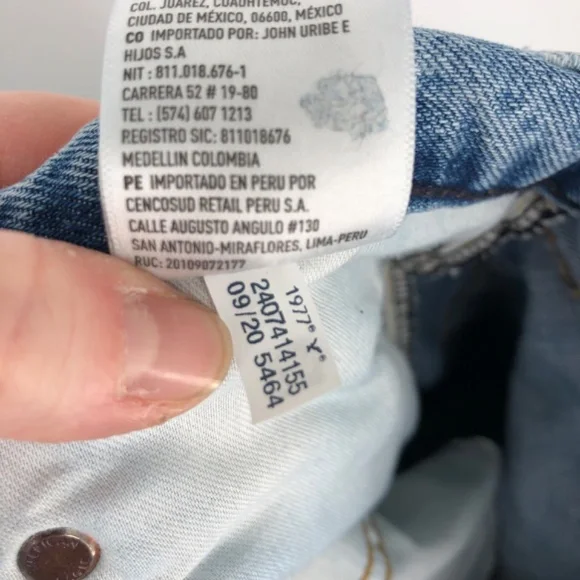 COL. JUÁREZ, CUAUHTÉMOC,
CIUDAD DE MÉXICO, 06600, MÉXICO
CO IMPORTADO POR: JOHN URIBE E
HIJOS S.A
NIT : 811.018.676-1
CARRERA 52 # 19-80
TEL : (574) 607 1213
REGISTRO SIC: 811018676
MEDELLIN COLOMBIA
PE IMPORTADO EN PERU POR
CENCOSUD RETAIL PERU S.A.
CALLE AUGUSTO ANGULO #130
SAN ANTONIO-MIRAFLORES, LIMA-PERU
RUC: 20109072177
1977®
2407414155
09/20 5464